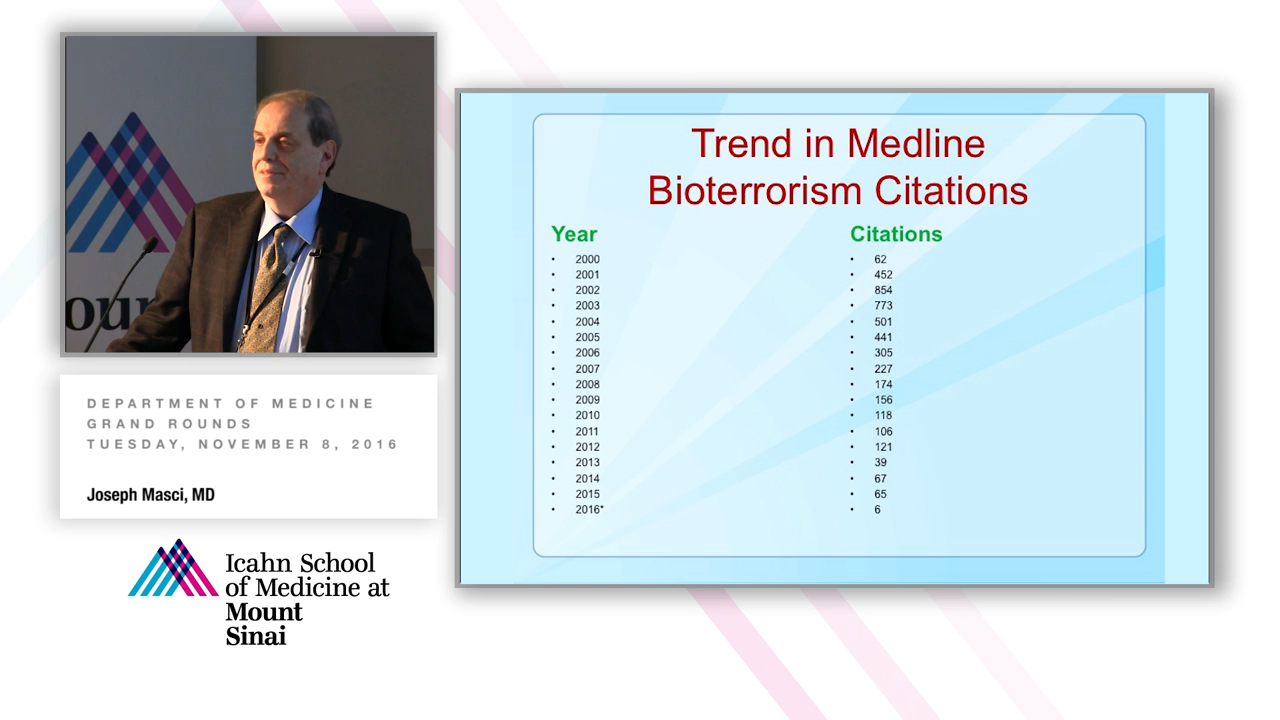 our
DEPARTMENT OF MEDICINE
GRAND ROUNDS
TUESDAY, NOVEMBER 8, 2016
Joseph Masci, MD
Icahn School
of Medicine at
Mount
Sinai
Trend in Medline
Bioterrorism Citations
Year Citations
• 2000 • 62
• 2001 • 452
• 2002 • 854
• 2003 • 773
• 2004 • 501
• 2005 • 441
• 2006 • 305
• 2007 • 227
• 2008 • 174
• 2009 • 156
• 2010 • 118
• 2011 • 106
• 2012 • 121
• 2013 • 39
• 2014 • 67
• 2015 • 65
• 2016* • 6